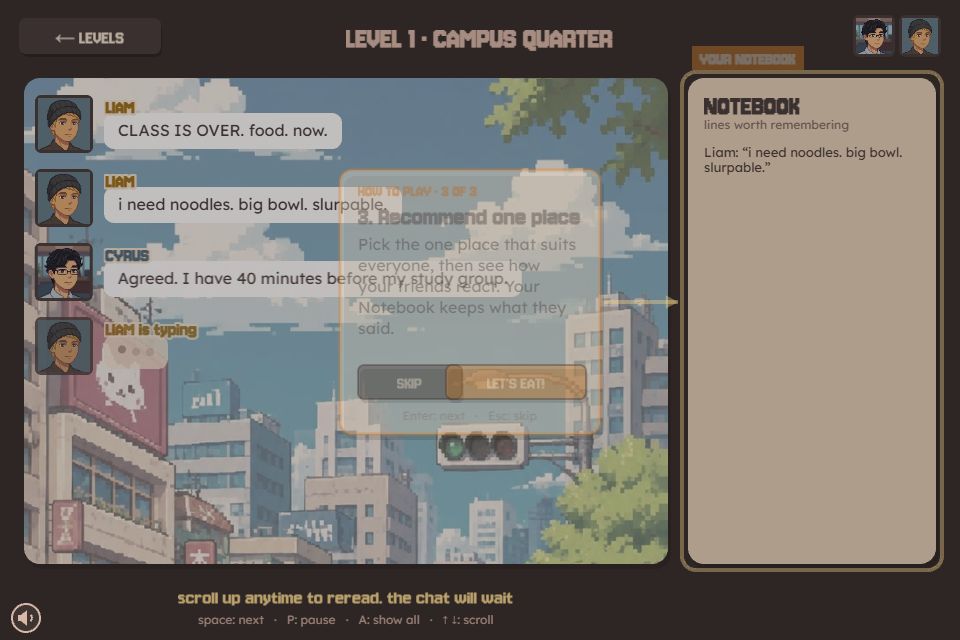 ← LEVELS
LEVEL 1 · CAMPUS QUARTER
YOUR NOTEBOOK
LIAM
CLASS IS OVER. food. now.
LIAM
i need noodles. big bowl. slurpable.
CYRUS
Agreed. I have 40 minutes before my study group.
LIAM is typing
HOW TO PLAY · 3 OF 3
3. Recommend one place
Pick the one place that suits
everyone, then see how
your friends react. Your
Notebook keeps what they
said.
SKIP
LET'S EAT!
Enter: next · Esc: skip
NOTEBOOK
lines worth remembering
Liam: “i need noodles. big bowl.
slurpable.”
scroll up anytime to reread. the chat will wait
space: next · P: pause · A: show all · ↑ ↓: scroll